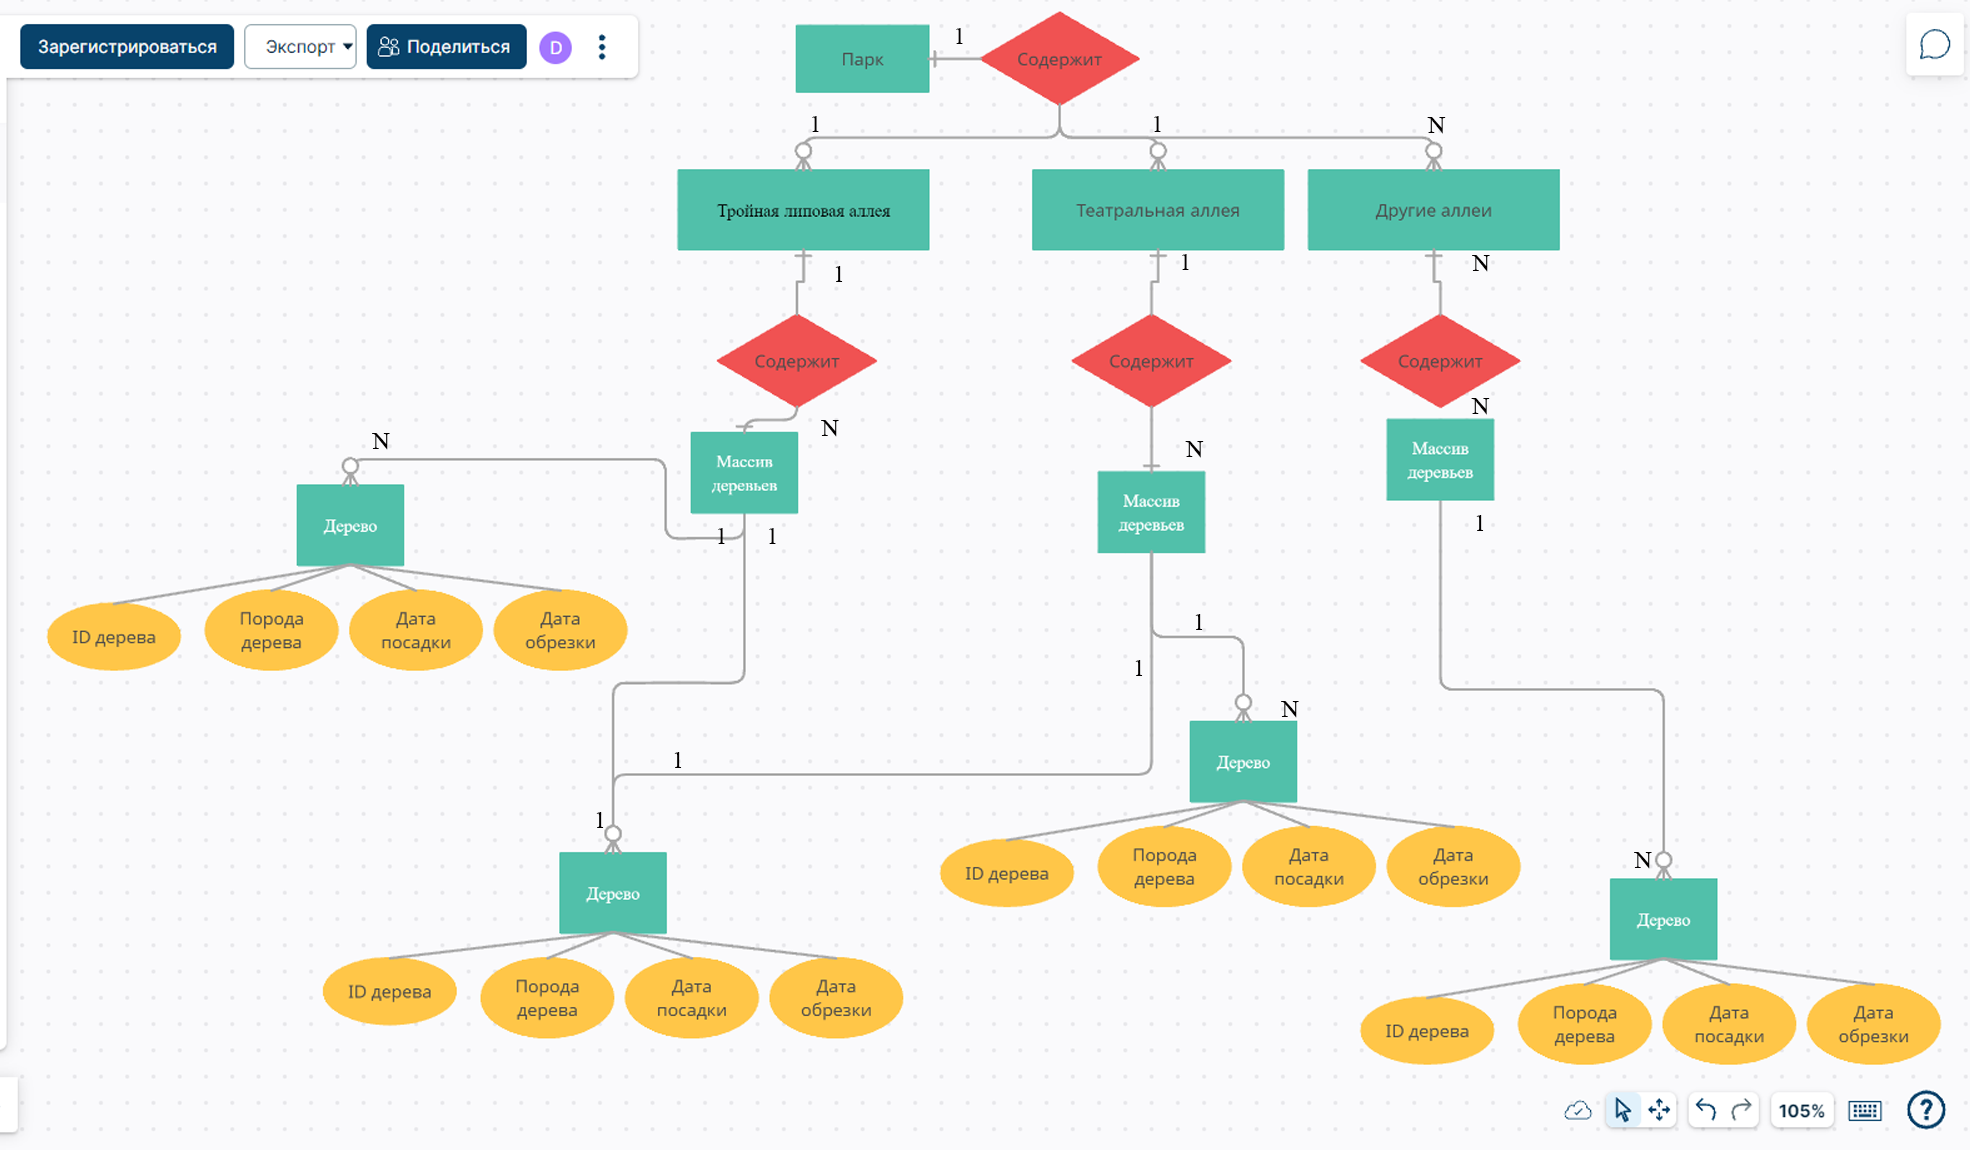 Зарегистрироваться
Экспорт
Поделиться
D
Парк
1
Содержит
1
1
N
Тройная липовая аллея
Театральная аллея
Другие аллеи
1
1
N
Содержит
Содержит
Содержит
N
N
N
Массив
деревьев
Массив
деревьев
Массив
деревьев
N
Дерево
1
1
1
ID дерева
Порода
дерева
Дата
посадки
Дата
обрезки
1
1
N
Дерево
1
1
ID дерева
Порода
дерева
Дата
посадки
Дата
обрезки
N
Дерево
Дерево
ID дерева
Порода
дерева
Дата
посадки
Дата
обрезки
ID дерева
Порода
дерева
Дата
посадки
Дата
обрезки
105%
?